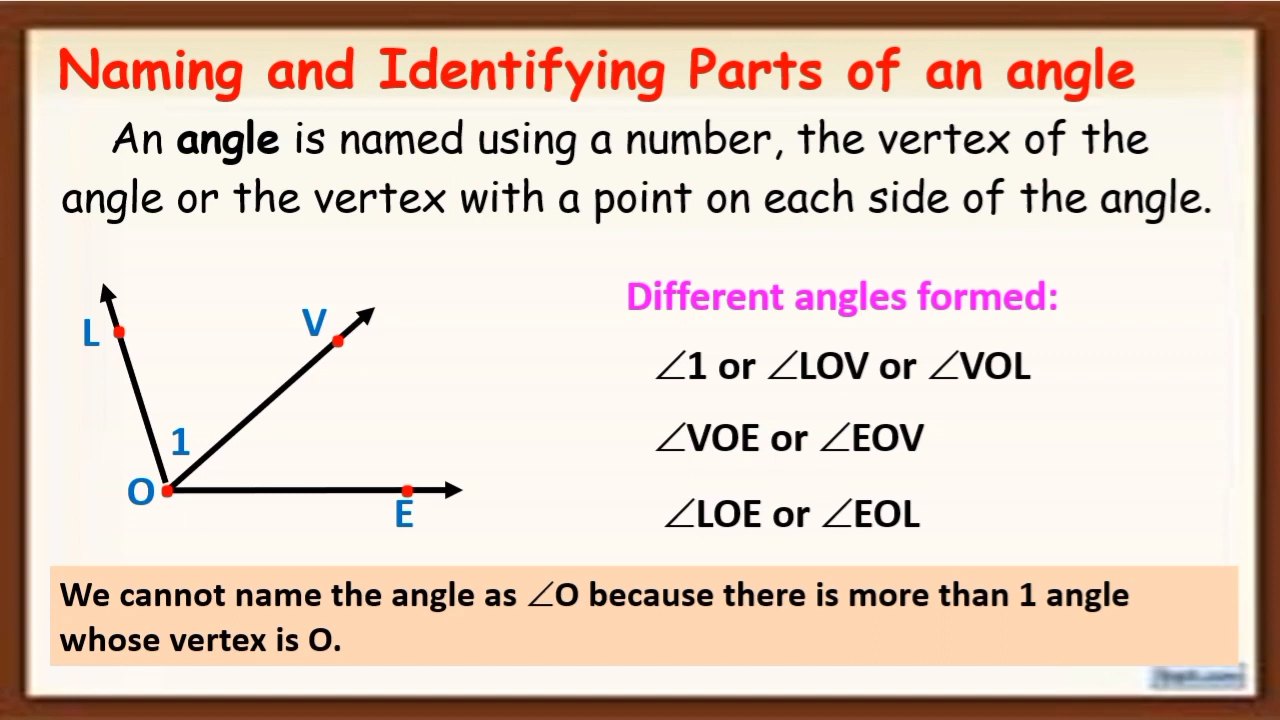 Naming and Identifying Parts of an angle
An angle is named using a number, the vertex of the
angle or the vertex with a point on each side of the angle.
L
V
1
O
E
Different angles formed:
∠1 or ∠LOV or ∠VOL
∠VOE or ∠EOV
∠LOE or ∠EOL
We cannot name the angle as ∠O because there is more than 1 angle
whose vertex is O.